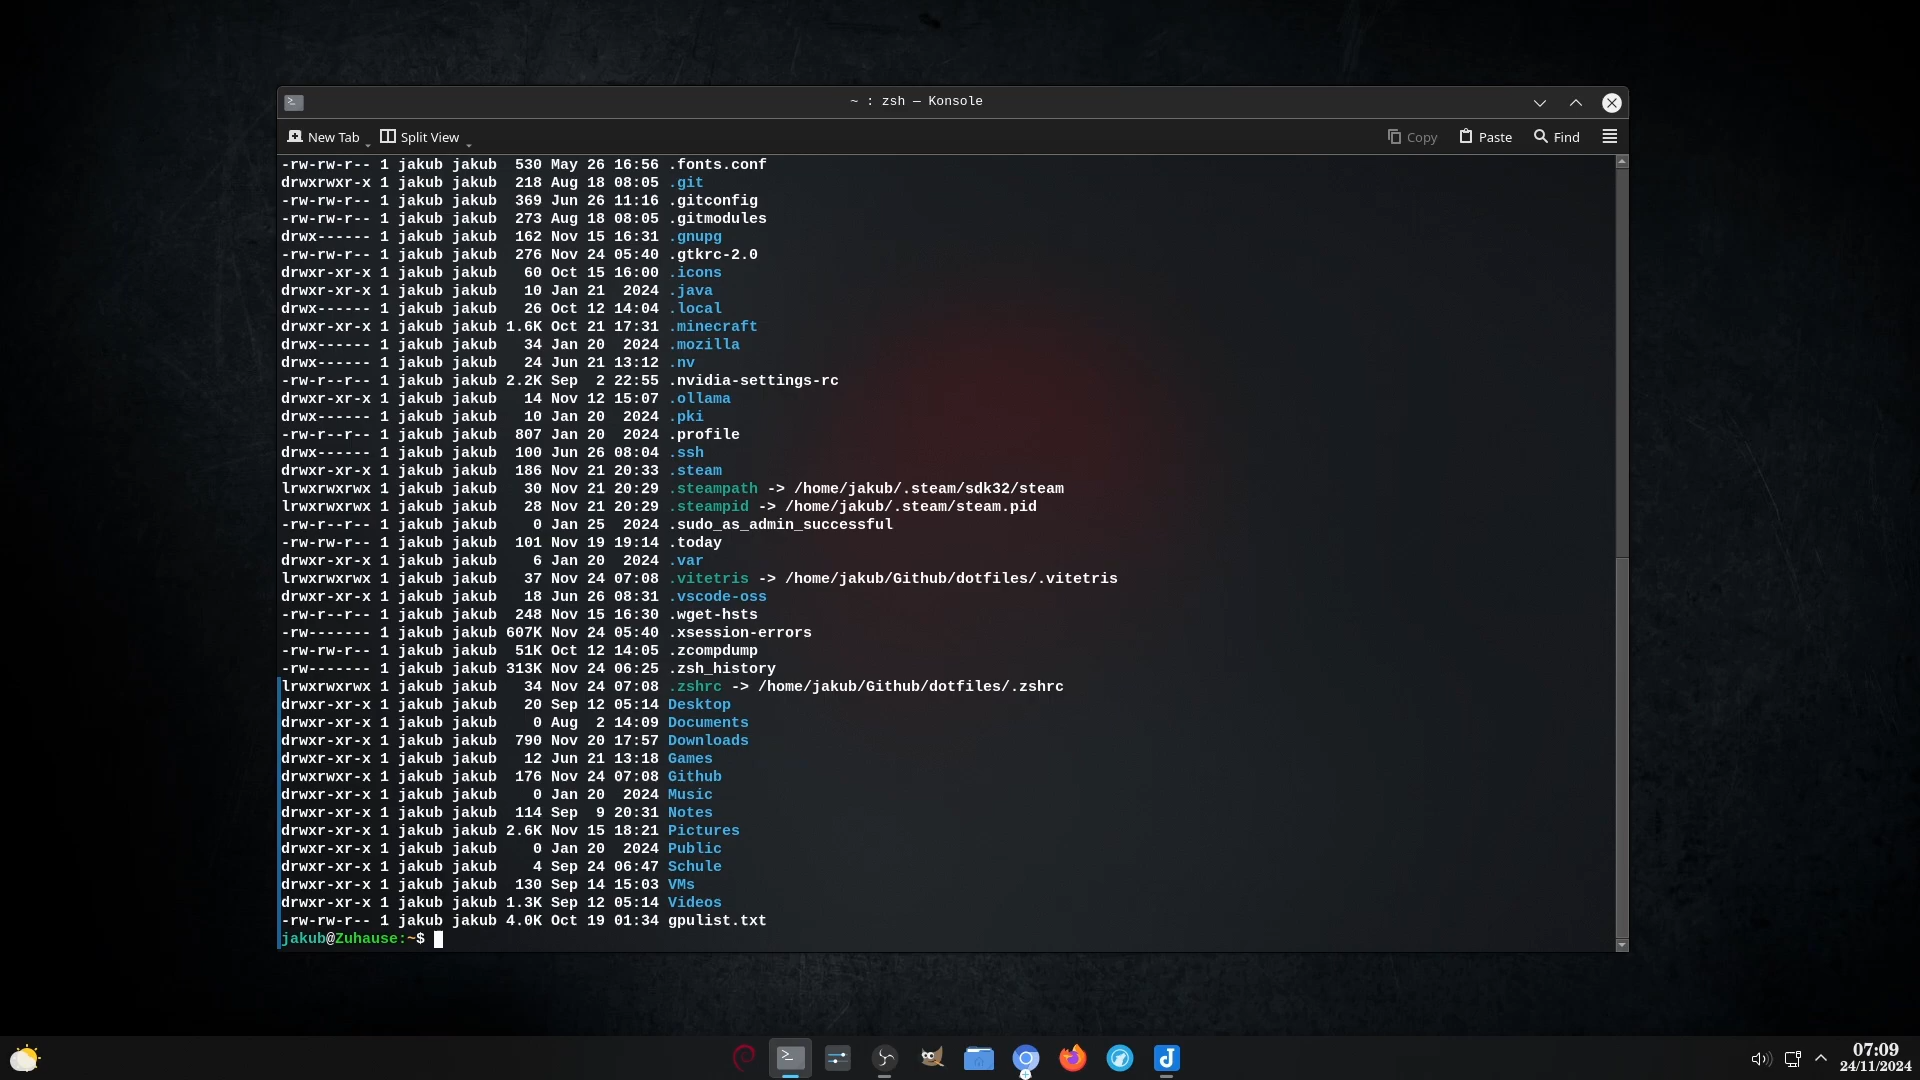 ~ : zsh — Konsole
New Tab Split View Copy Paste Find
-rw-rw-r-- 1 jakub jakub  530 May 26 16:56 .fonts.conf
drwxrwxr-x 1 jakub jakub  218 Aug 18 08:05 .git
-rw-rw-r-- 1 jakub jakub  369 Jun 26 11:16 .gitconfig
-rw-rw-r-- 1 jakub jakub  273 Aug 18 08:05 .gitmodules
drwx------ 1 jakub jakub  162 Nov 15 16:31 .gnupg
-rw-rw-r-- 1 jakub jakub  276 Nov 24 05:40 .gtkrc-2.0
drwxr-xr-x 1 jakub jakub   60 Oct 15 16:00 .icons
drwxr-xr-x 1 jakub jakub   10 Jan 21  2024 .java
drwx------ 1 jakub jakub   26 Oct 12 14:04 .local
drwxr-xr-x 1 jakub jakub 1.6K Oct 21 17:31 .minecraft
drwx------ 1 jakub jakub   34 Jan 20  2024 .mozilla
drwx------ 1 jakub jakub   24 Jun 21 13:12 .nv
-rw-r--r-- 1 jakub jakub 2.2K Sep  2 22:55 .nvidia-settings-rc
drwxr-xr-x 1 jakub jakub   14 Nov 12 15:07 .ollama
drwx------ 1 jakub jakub   10 Jan 20  2024 .pki
-rw-r--r-- 1 jakub jakub  807 Jan 20  2024 .profile
drwx------ 1 jakub jakub  100 Jun 26 08:04 .ssh
drwxr-xr-x 1 jakub jakub  186 Nov 21 20:33 .steam
lrwxrwxrwx 1 jakub jakub   30 Nov 21 20:29 .steampath -> /home/jakub/.steam/sdk32/steam
lrwxrwxrwx 1 jakub jakub   28 Nov 21 20:29 .steampid -> /home/jakub/.steam/steam.pid
-rw-r--r-- 1 jakub jakub    0 Jan 25  2024 .sudo_as_admin_successful
-rw-rw-r-- 1 jakub jakub  101 Nov 19 19:14 .today
drwxr-xr-x 1 jakub jakub    6 Jan 20  2024 .var
lrwxrwxrwx 1 jakub jakub   37 Nov 24 07:08 .vitetris -> /home/jakub/Github/dotfiles/.vitetris
drwxr-xr-x 1 jakub jakub   18 Jun 26 08:31 .vscode-oss
-rw-r--r-- 1 jakub jakub  248 Nov 15 16:30 .wget-hsts
-rw------- 1 jakub jakub 607K Nov 24 05:40 .xsession-errors
-rw-rw-r-- 1 jakub jakub  51K Oct 12 14:05 .zcompdump
-rw------- 1 jakub jakub 313K Nov 24 06:25 .zsh_history
lrwxrwxrwx 1 jakub jakub   34 Nov 24 07:08 .zshrc -> /home/jakub/Github/dotfiles/.zshrc
drwxr-xr-x 1 jakub jakub   20 Sep 12 05:14 Desktop
drwxr-xr-x 1 jakub jakub    0 Aug  2 14:09 Documents
drwxr-xr-x 1 jakub jakub  790 Nov 20 17:57 Downloads
drwxr-xr-x 1 jakub jakub   12 Jun 21 13:18 Games
drwxrwxr-x 1 jakub jakub  176 Nov 24 07:08 Github
drwxr-xr-x 1 jakub jakub    0 Jan 20  2024 Music
drwxr-xr-x 1 jakub jakub  114 Sep  9 20:31 Notes
drwxr-xr-x 1 jakub jakub 2.6K Nov 15 18:21 Pictures
drwxr-xr-x 1 jakub jakub    0 Jan 20  2024 Public
drwxr-xr-x 1 jakub jakub    4 Sep 24 06:47 Schule
drwxr-xr-x 1 jakub jakub  130 Sep 14 15:03 VMs
drwxr-xr-x 1 jakub jakub 1.3K Sep 12 05:14 Videos
-rw-rw-r-- 1 jakub jakub 4.0K Oct 19 01:34 gpulist.txt
jakub@Zuhause:~$
07:09
24/11/2024